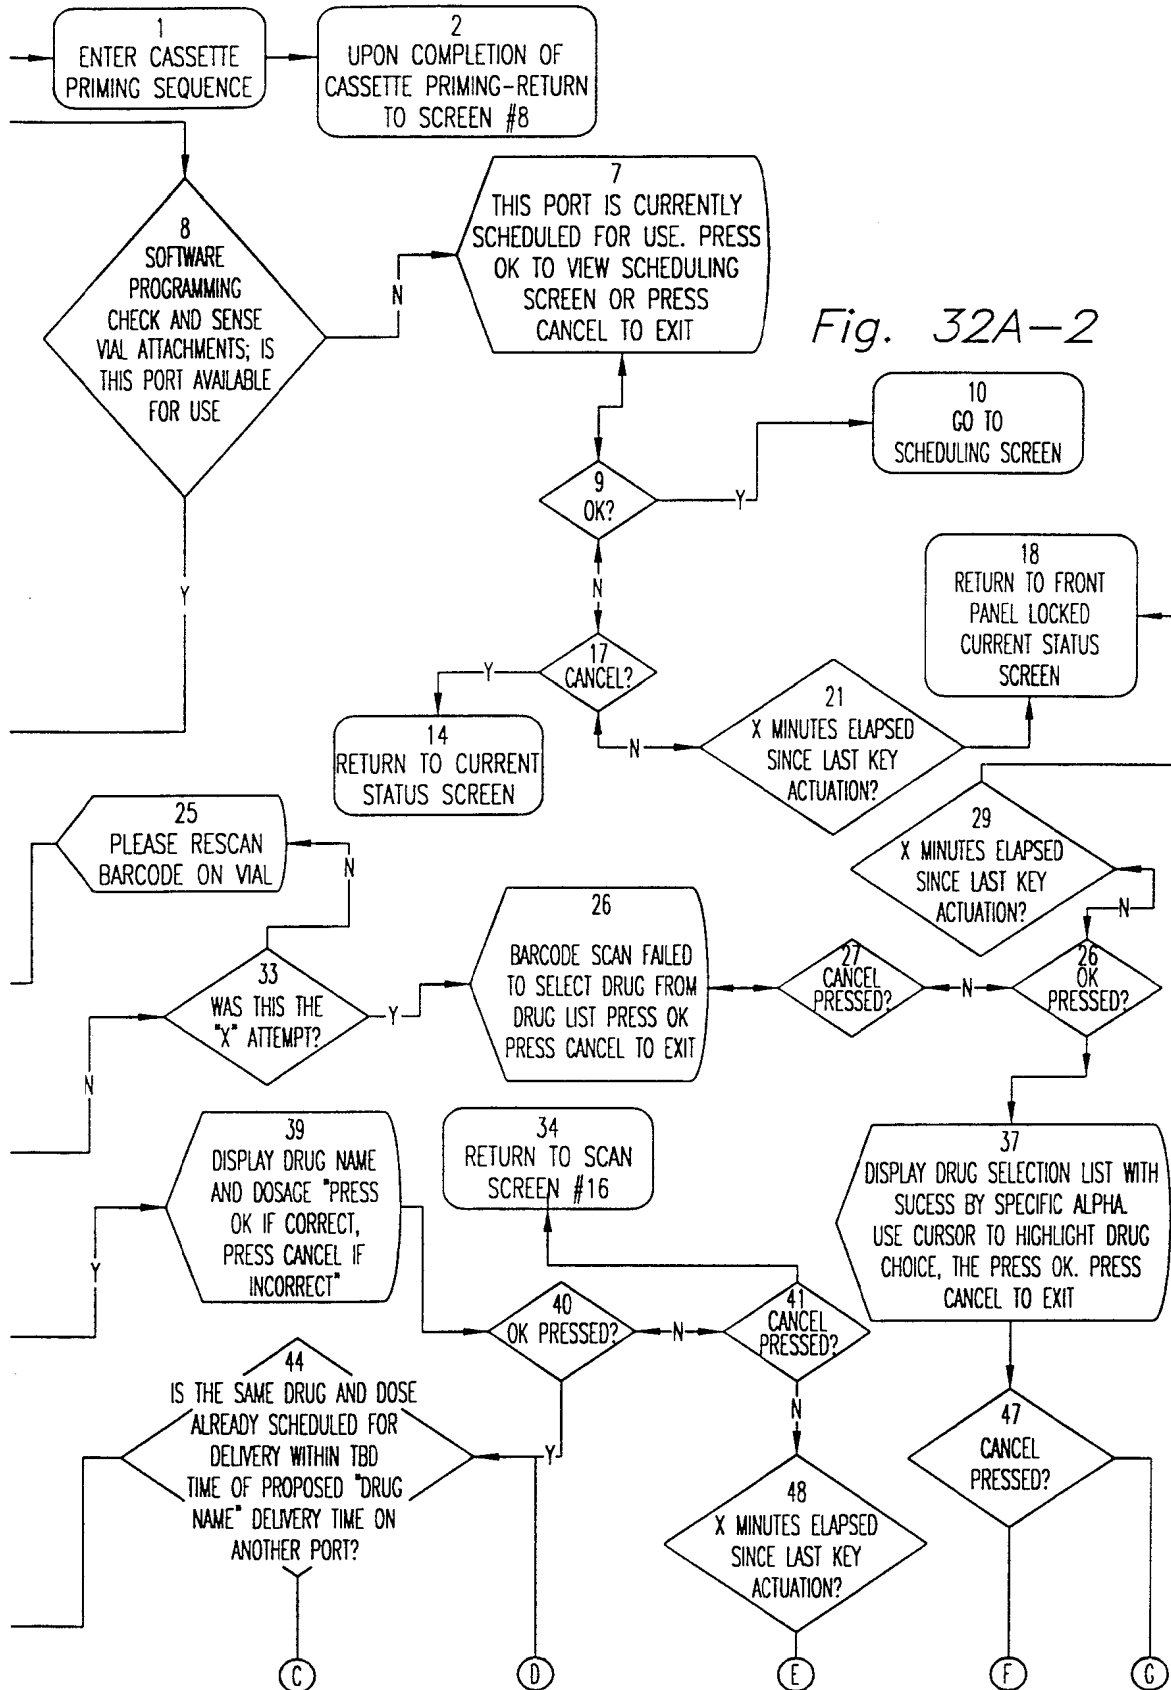 1
ENTER CASSETTE
PRIMING SEQUENCE
2
UPON COMPLETION OF
CASSETTE PRIMING-RETURN
TO SCREEN #8
8
SOFTWARE
PROGRAMMING
CHECK AND SENSE
VIAL ATTACHMENTS; IS
THIS PORT AVAILABLE
FOR USE
N
Y
7
THIS PORT IS CURRENTLY
SCHEDULED FOR USE. PRESS
OK TO VIEW SCHEDULING
SCREEN OR PRESS
CANCEL TO EXIT
Fig. 32A-2
10
GO TO
SCHEDULING SCREEN
9
OK?
Y
N
18
RETURN TO FRONT
PANEL LOCKED
CURRENT STATUS
SCREEN
17
CANCEL?
Y
N
14
RETURN TO CURRENT
STATUS SCREEN
21
X MINUTES ELAPSED
SINCE LAST KEY
ACTUATION?
25
PLEASE RESCAN
BARCODE ON VIAL
N
29
X MINUTES ELAPSED
SINCE LAST KEY
ACTUATION?
N
33
WAS THIS THE
"X" ATTEMPT?
Y
N
26
BARCODE SCAN FAILED
TO SELECT DRUG FROM
DRUG LIST PRESS OK
PRESS CANCEL TO EXIT
27
CANCEL
PRESSED?
N
26
OK
PRESSED?
39
DISPLAY DRUG NAME
AND DOSAGE "PRESS
OK IF CORRECT,
PRESS CANCEL IF
INCORRECT"
Y
34
RETURN TO SCAN
SCREEN #16
37
DISPLAY DRUG SELECTION LIST WITH
SUCESS BY SPECIFIC ALPHA.
USE CURSOR TO HIGHLIGHT DRUG
CHOICE, THE PRESS OK. PRESS
CANCEL TO EXIT
40
OK PRESSED?
N
Y
41
CANCEL
PRESSED?
N
44
IS THE SAME DRUG AND DOSE
ALREADY SCHEDULED FOR
DELIVERY WITHIN TBD
TIME OF PROPOSED "DRUG
NAME" DELIVERY TIME ON
ANOTHER PORT?
Y
47
CANCEL
PRESSED?
48
X MINUTES ELAPSED
SINCE LAST KEY
ACTUATION?
C
D
E
F
G